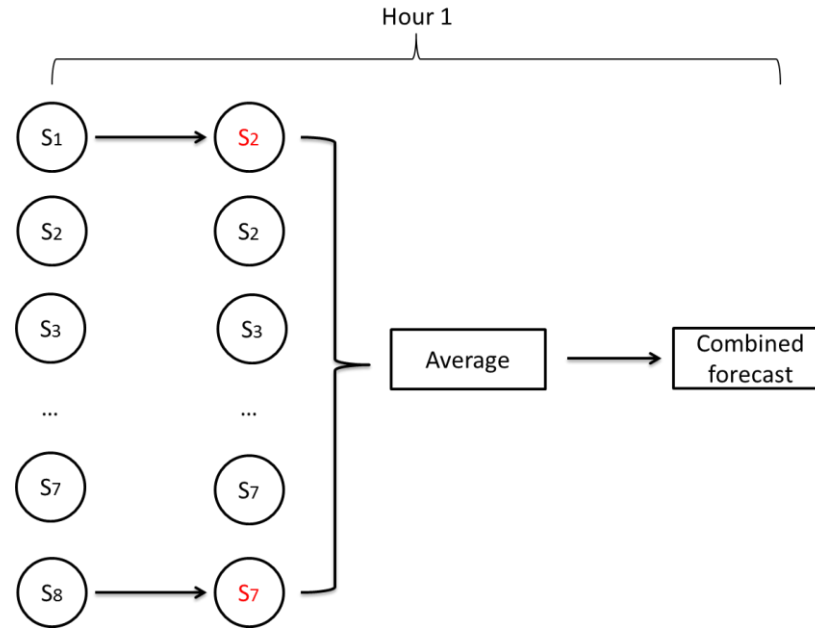 Hour 1
S1 S2
S2 S2
S3 S3
Average
Combined
forecast
... ...
S7 S7
S8 S7